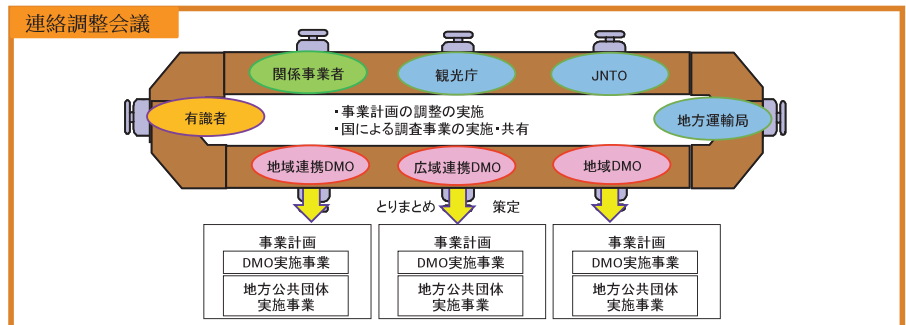 連絡調整会議
関係事業者
観光庁
JNTO
有識者
・事業計画の調整の実施
・国による調査事業の実施・共有
地方運輸局
地域連携DMO
広域連携DMO
地域DMO
とりまとめ 策定
事業計画
DMO実施事業
地方公共団体
実施事業
事業計画
DMO実施事業
地方公共団体
実施事業
事業計画
DMO実施事業
地方公共団体
実施事業